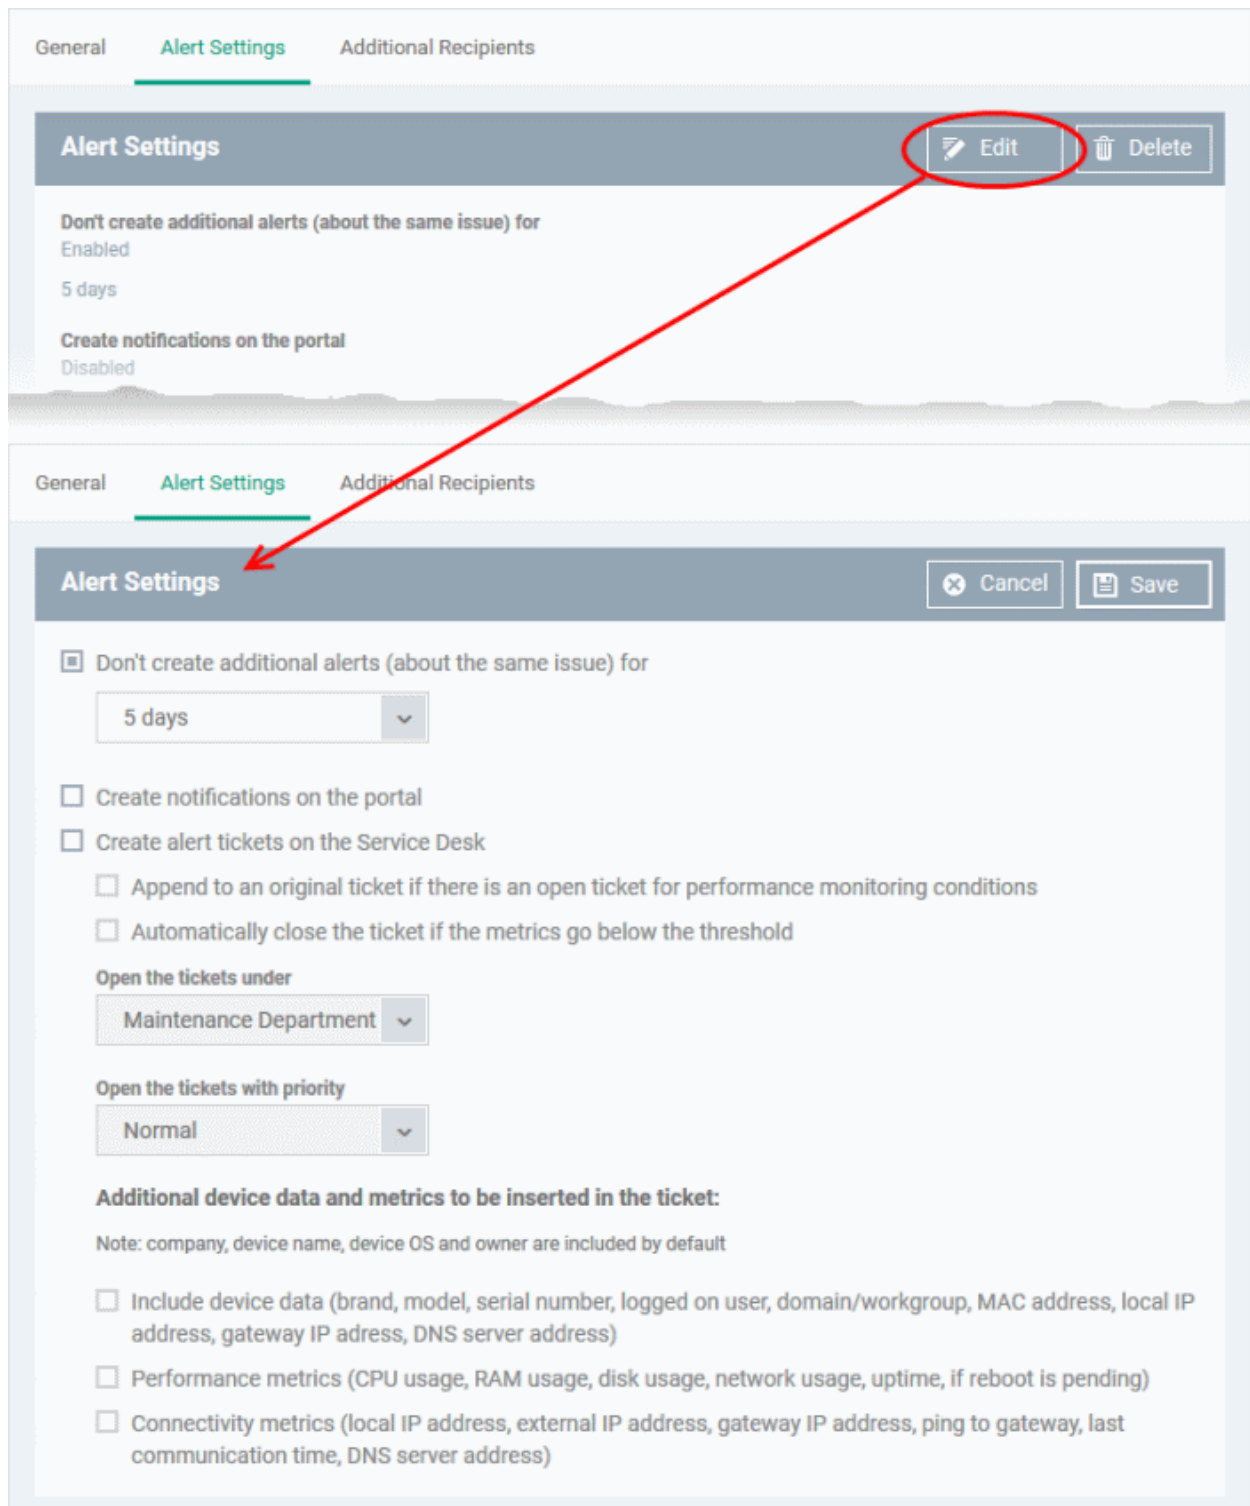 General Alert Settings Additional Recipients
Alert Settings Edit Delete
Don't create additional alerts (about the same issue) for
Enabled
5 days
Create notifications on the portal
Disabled
General Alert Settings Additional Recipients
Alert Settings Cancel Save
Don't create additional alerts (about the same issue) for
5 days
Create notifications on the portal
Create alert tickets on the Service Desk
Append to an original ticket if there is an open ticket for performance monitoring conditions
Automatically close the ticket if the metrics go below the threshold
Open the tickets under
Maintenance Department
Open the tickets with priority
Normal
Additional device data and metrics to be inserted in the ticket:
Note: company, device name, device OS and owner are included by default
Include device data (brand, model, serial number, logged on user, domain/workgroup, MAC address, local IP
address, gateway IP adress, DNS server address)
Performance metrics (CPU usage, RAM usage, disk usage, network usage, uptime, if reboot is pending)
Connectivity metrics (local IP address, external IP address, gateway IP address, ping to gateway, last
communication time, DNS server address)